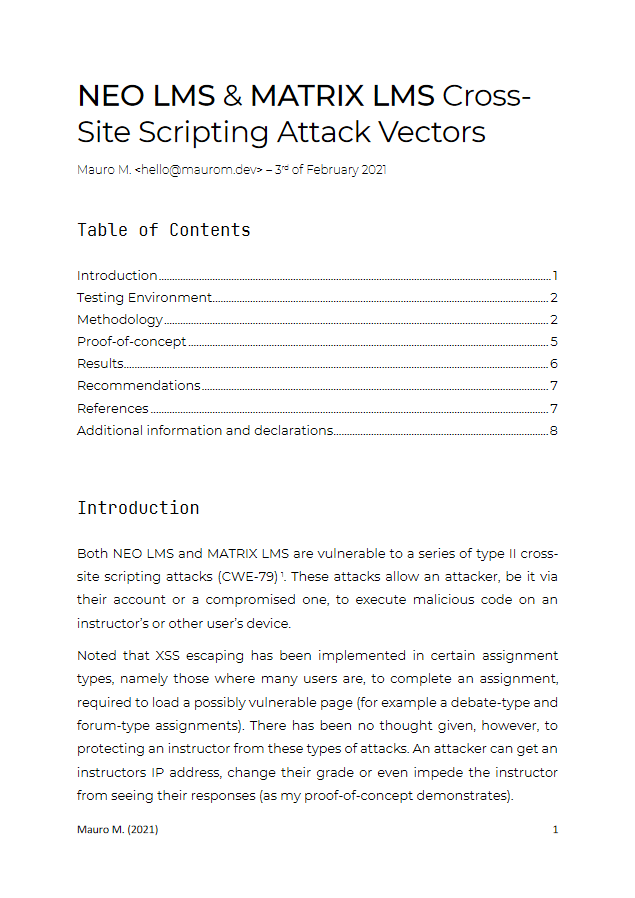 NEO LMS & MATRIX LMS Cross-
Site Scripting Attack Vectors
Mauro M. <hello@maurom.dev> – 3rd of February 2021
Table of Contents
Introduction 1
Testing Environment 2
Methodology 2
Proof-of-concept 5
Results 6
Recommendations 7
References 7
Additional information and declarations 8
Introduction
Both NEO LMS and MATRIX LMS are vulnerable to a series of type II cross-
site scripting attacks (CWE-79)¹. These attacks allow an attacker, be it via
their account or a compromised one, to execute malicious code on an
instructor’s or other user’s device.
Noted that XSS escaping has been implemented in certain assignment
types, namely those where many users are, to complete an assignment,
required to load a possibly vulnerable page (for example a debate-type and
forum-type assignments). There has been no thought given, however, to
protecting an instructor from these types of attacks. An attacker can get an
instructors IP address, change their grade or even impede the instructor
from seeing their responses (as my proof-of-concept demonstrates).
Mauro M. (2021) 1